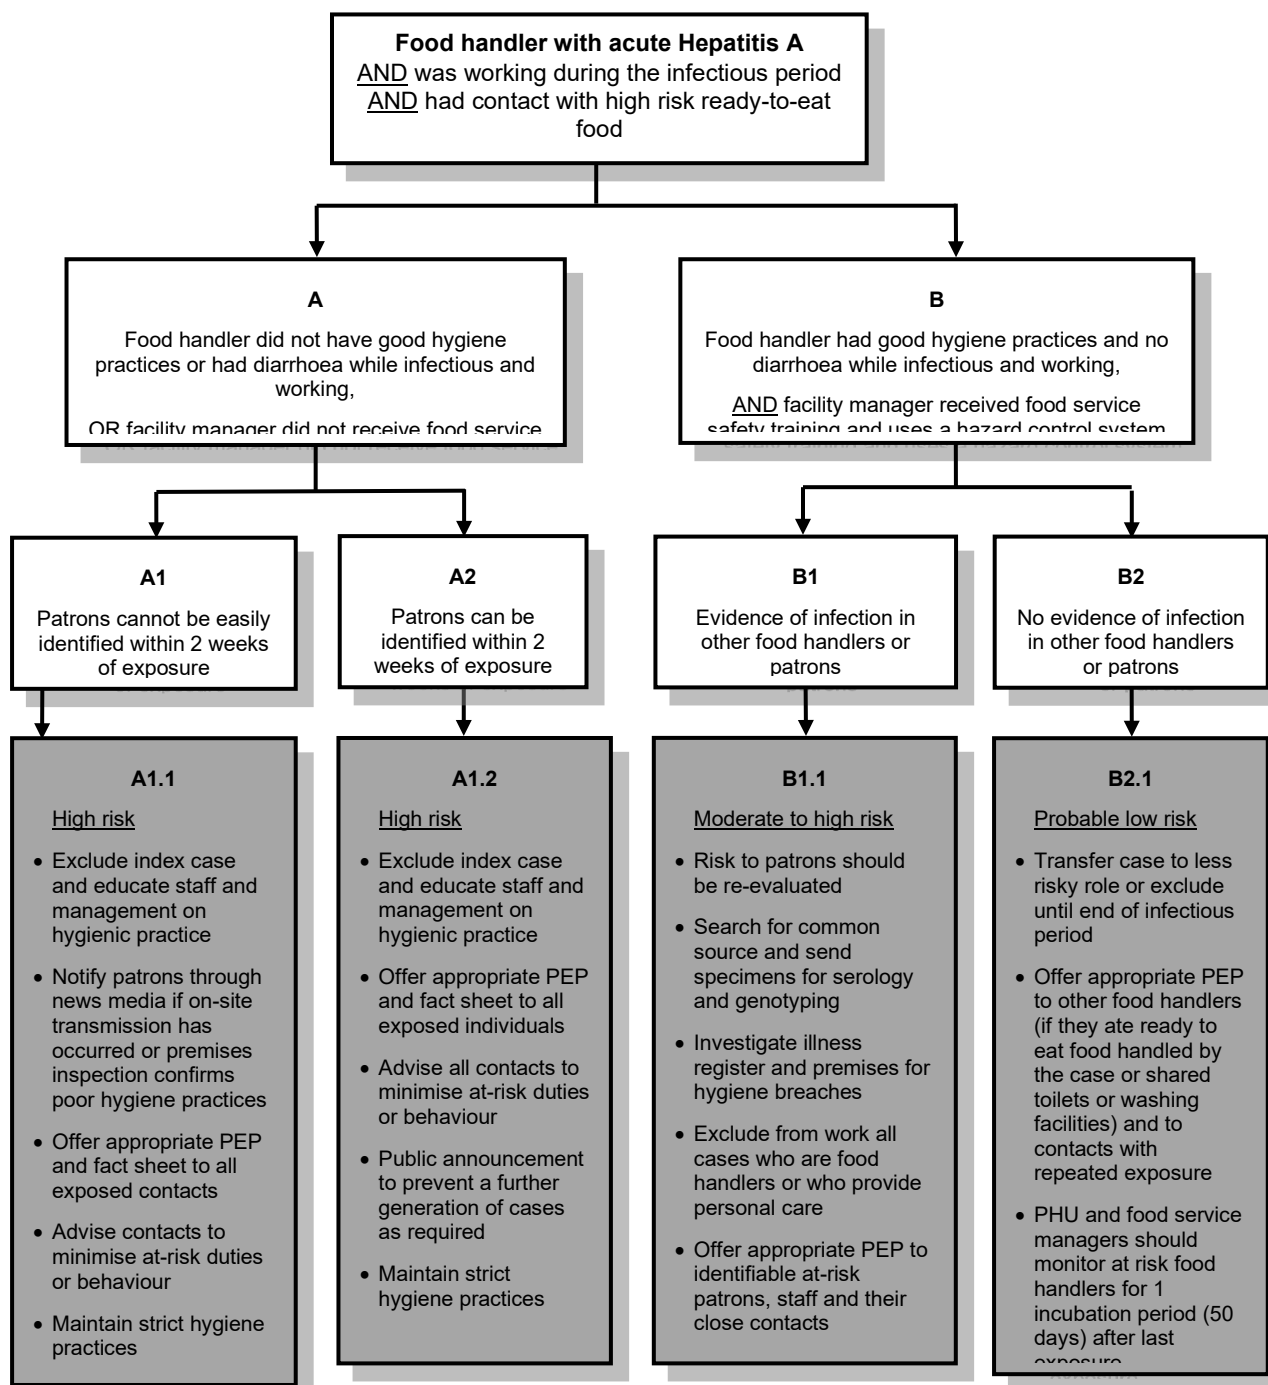 Food handler with acute Hepatitis A
AND was working during the infectious period
AND had contact with high risk ready-to-eat
food
A
Food handler did not have good hygiene
practices or had diarrhoea while infectious and
working,
OR facility manager did not receive food service
B
Food handler had good hygiene practices and no
diarrhoea while infectious and working,
AND facility manager received food service
safety training and uses a hazard control system
A1
Patrons cannot be easily
identified within 2 weeks
of exposure
A2
Patrons can be
identified within 2
weeks of exposure
B1
Evidence of infection in
other food handlers or
patrons
B2
No evidence of infection
in other food handlers
or patrons
A1.1
High risk
• Exclude index case
and educate staff and
management on
hygienic practice
• Notify patrons through
news media if on-site
transmission has
occurred or premises
inspection confirms
poor hygiene practices
• Offer appropriate PEP
and fact sheet to all
exposed contacts
• Advise contacts to
minimise at-risk duties
or behaviour
• Maintain strict hygiene
practices
A1.2
High risk
• Exclude index case
and educate staff and
management on
hygienic practice
• Offer appropriate PEP
and fact sheet to all
exposed individuals
• Advise all contacts to
minimise at-risk duties
or behaviour
• Public announcement
to prevent a further
generation of cases
as required
• Maintain strict
hygiene practices
B1.1
Moderate to high risk
• Risk to patrons should
be re-evaluated
• Search for common
source and send
specimens for serology
and genotyping
• Investigate illness
register and premises for
hygiene breaches
• Exclude from work all
cases who are food
handlers or who provide
personal care
• Offer appropriate PEP to
identifiable at-risk
patrons, staff and their
close contacts
B2.1
Probable low risk
• Transfer case to less
risky role or exclude
until end of infectious
period
• Offer appropriate PEP
to other food handlers
(if they ate ready to
eat food handled by
the case or shared
toilets or washing
facilities) and to
contacts with
repeated exposure
• PHU and food service
managers should
monitor at risk food
handlers for 1
incubation period (50
days) after last
exposure